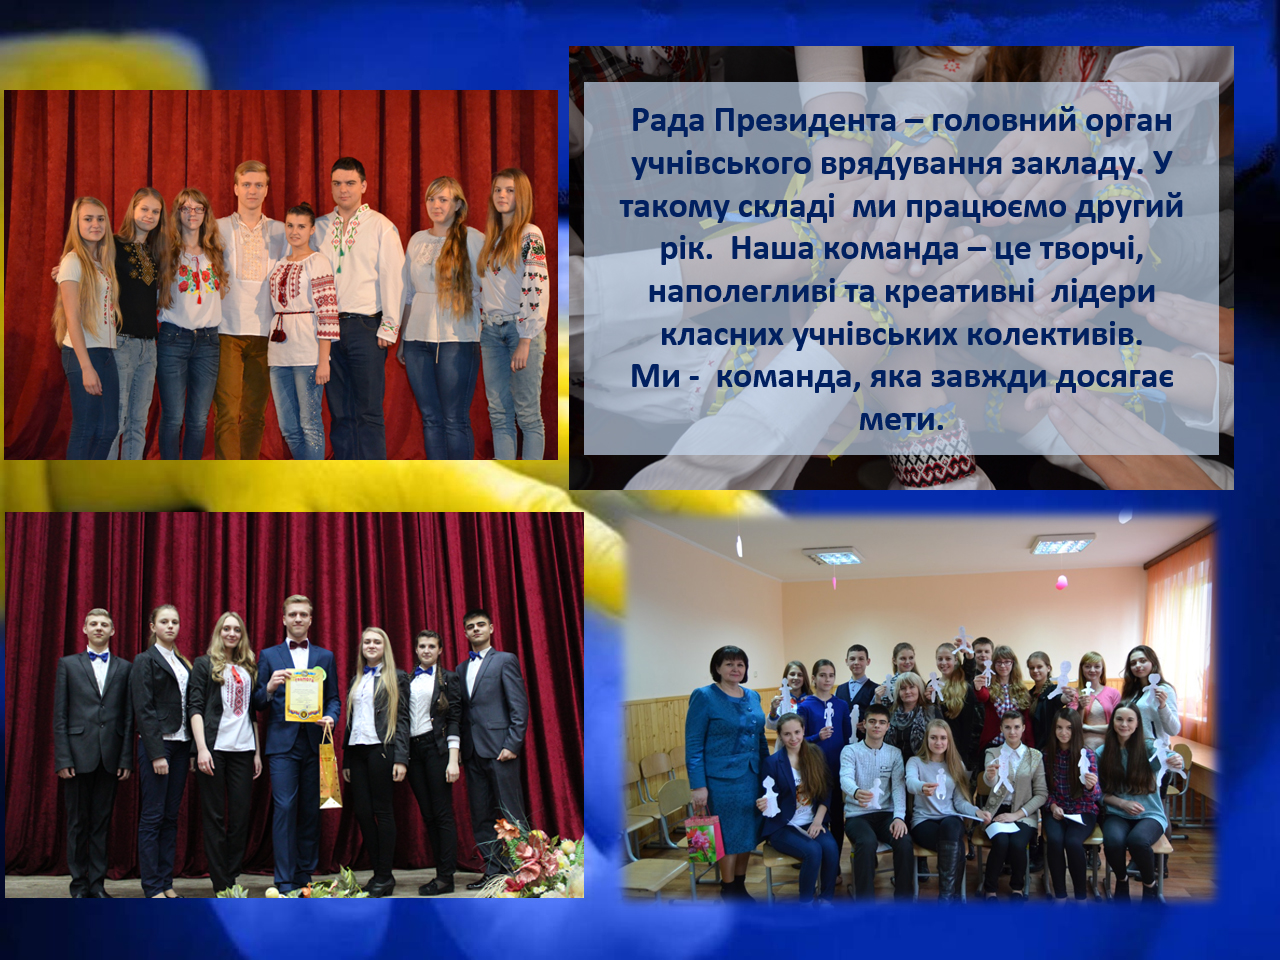 Рада Президента – головний орган
учнівського врядування закладу. У
такому складі  ми працюємо другий
рік.  Наша команда – це творчі,
наполегливі та креативні  лідери
класних учнівських колективів.
Ми -  команда, яка завжди досягає
мети.